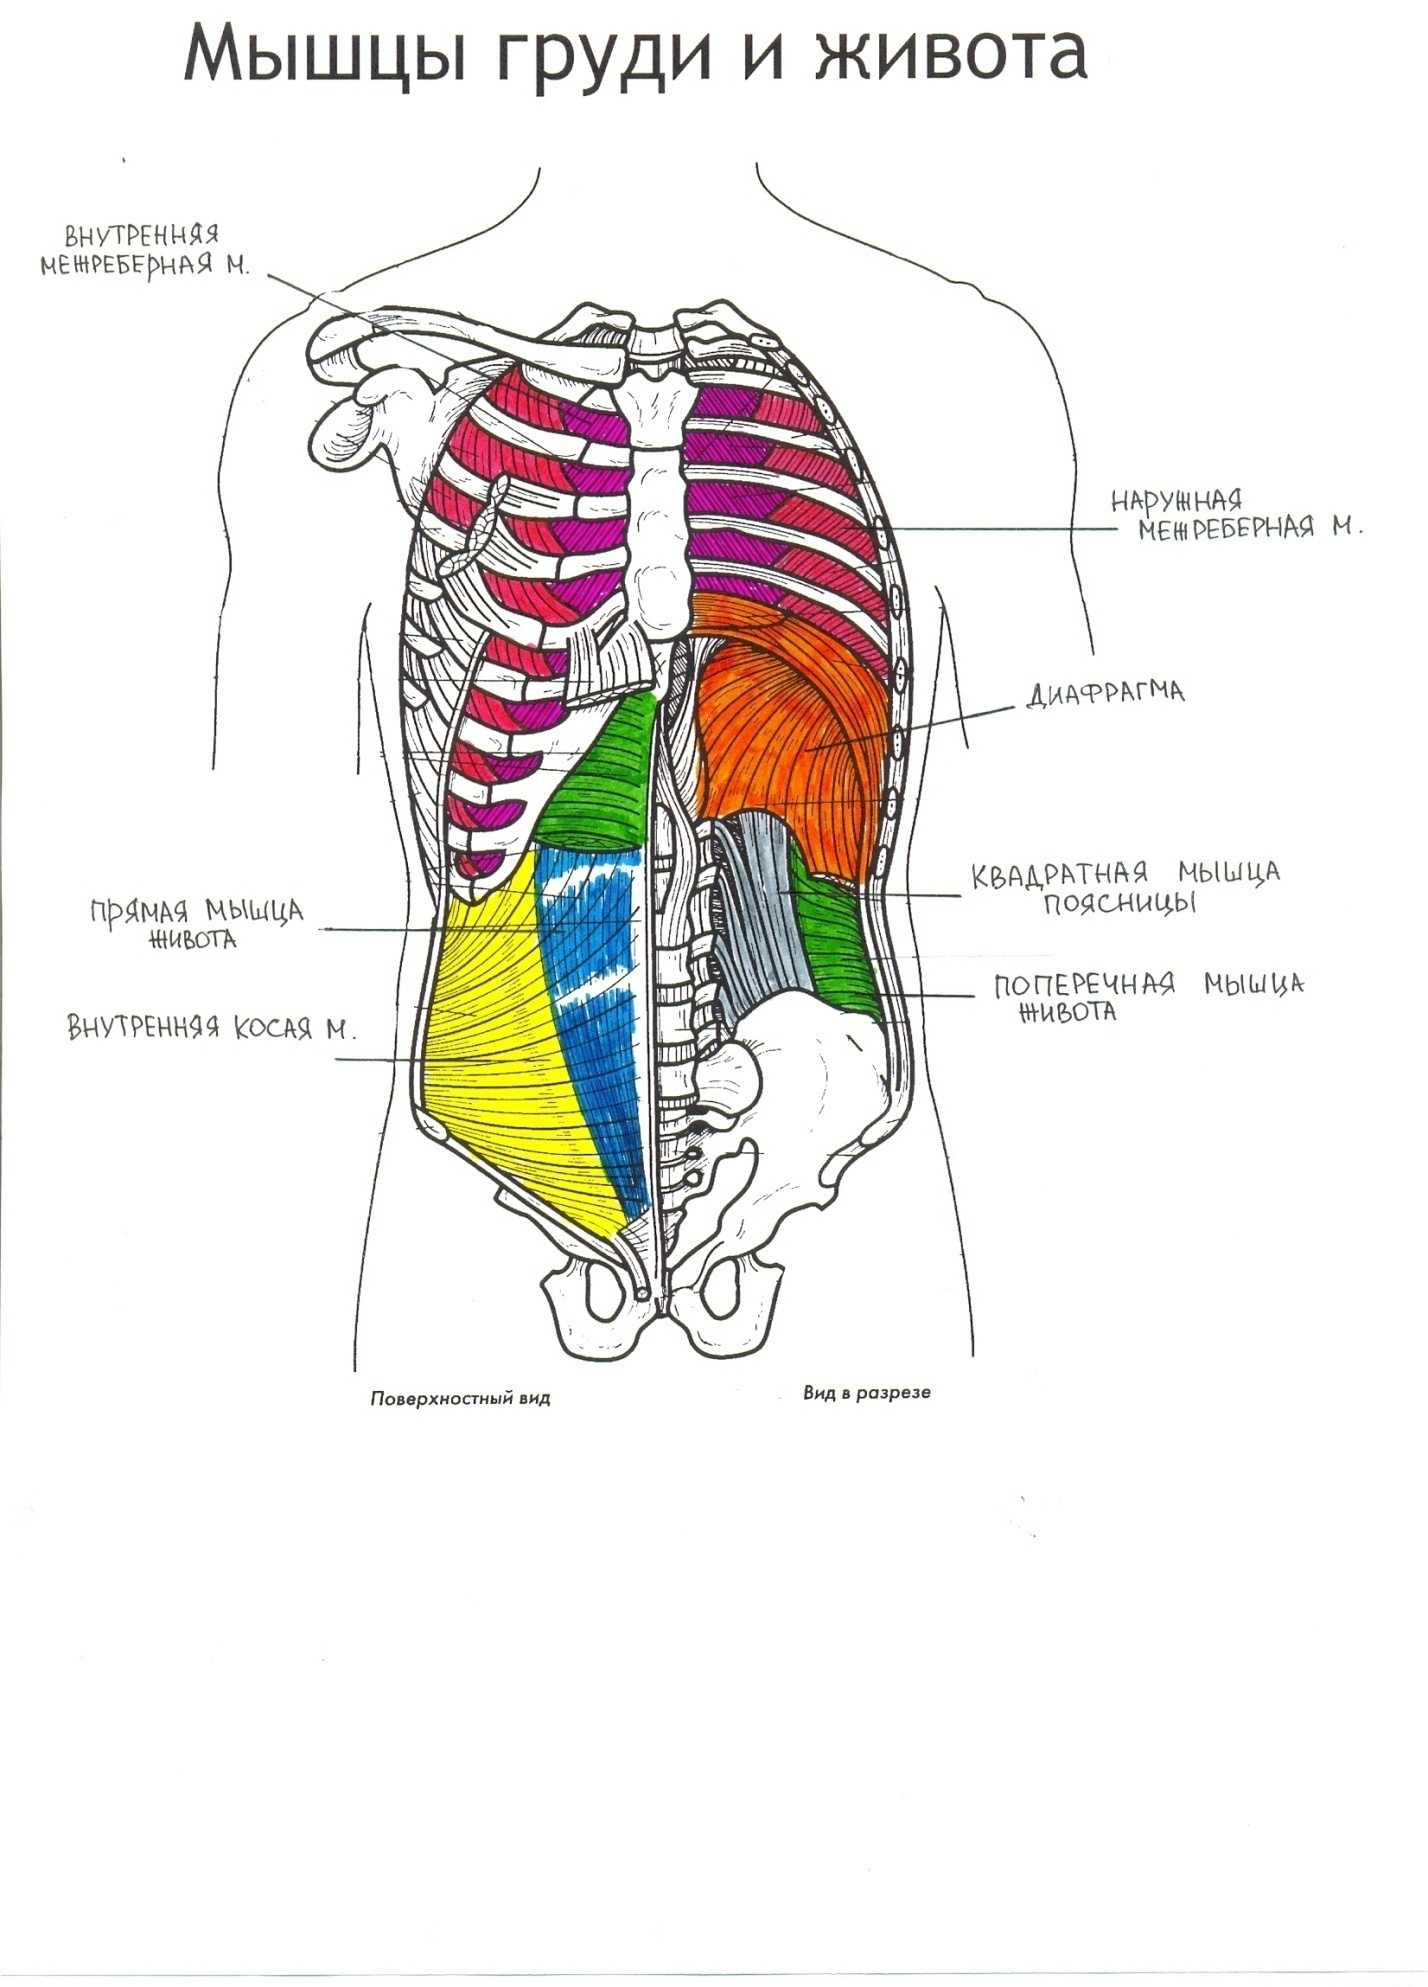 Мышцы груди и живота
ВНУТРЕННЯЯ
МЕЖРЕБЕРНАЯ М.
НАРУЖНАЯ
МЕЖРЕБЕРНАЯ М.
ДИАФРАГМА
КВАДРАТНАЯ МЫШЦА
ПОЯСНИЦЫ
ПРЯМАЯ МЫШЦА
ЖИВОТА
ПОПЕРЕЧНАЯ МЫШЦА
ЖИВОТА
ВНУТРЕННЯЯ КОСАЯ М.
Поверхностный вид
Вид в разрезе